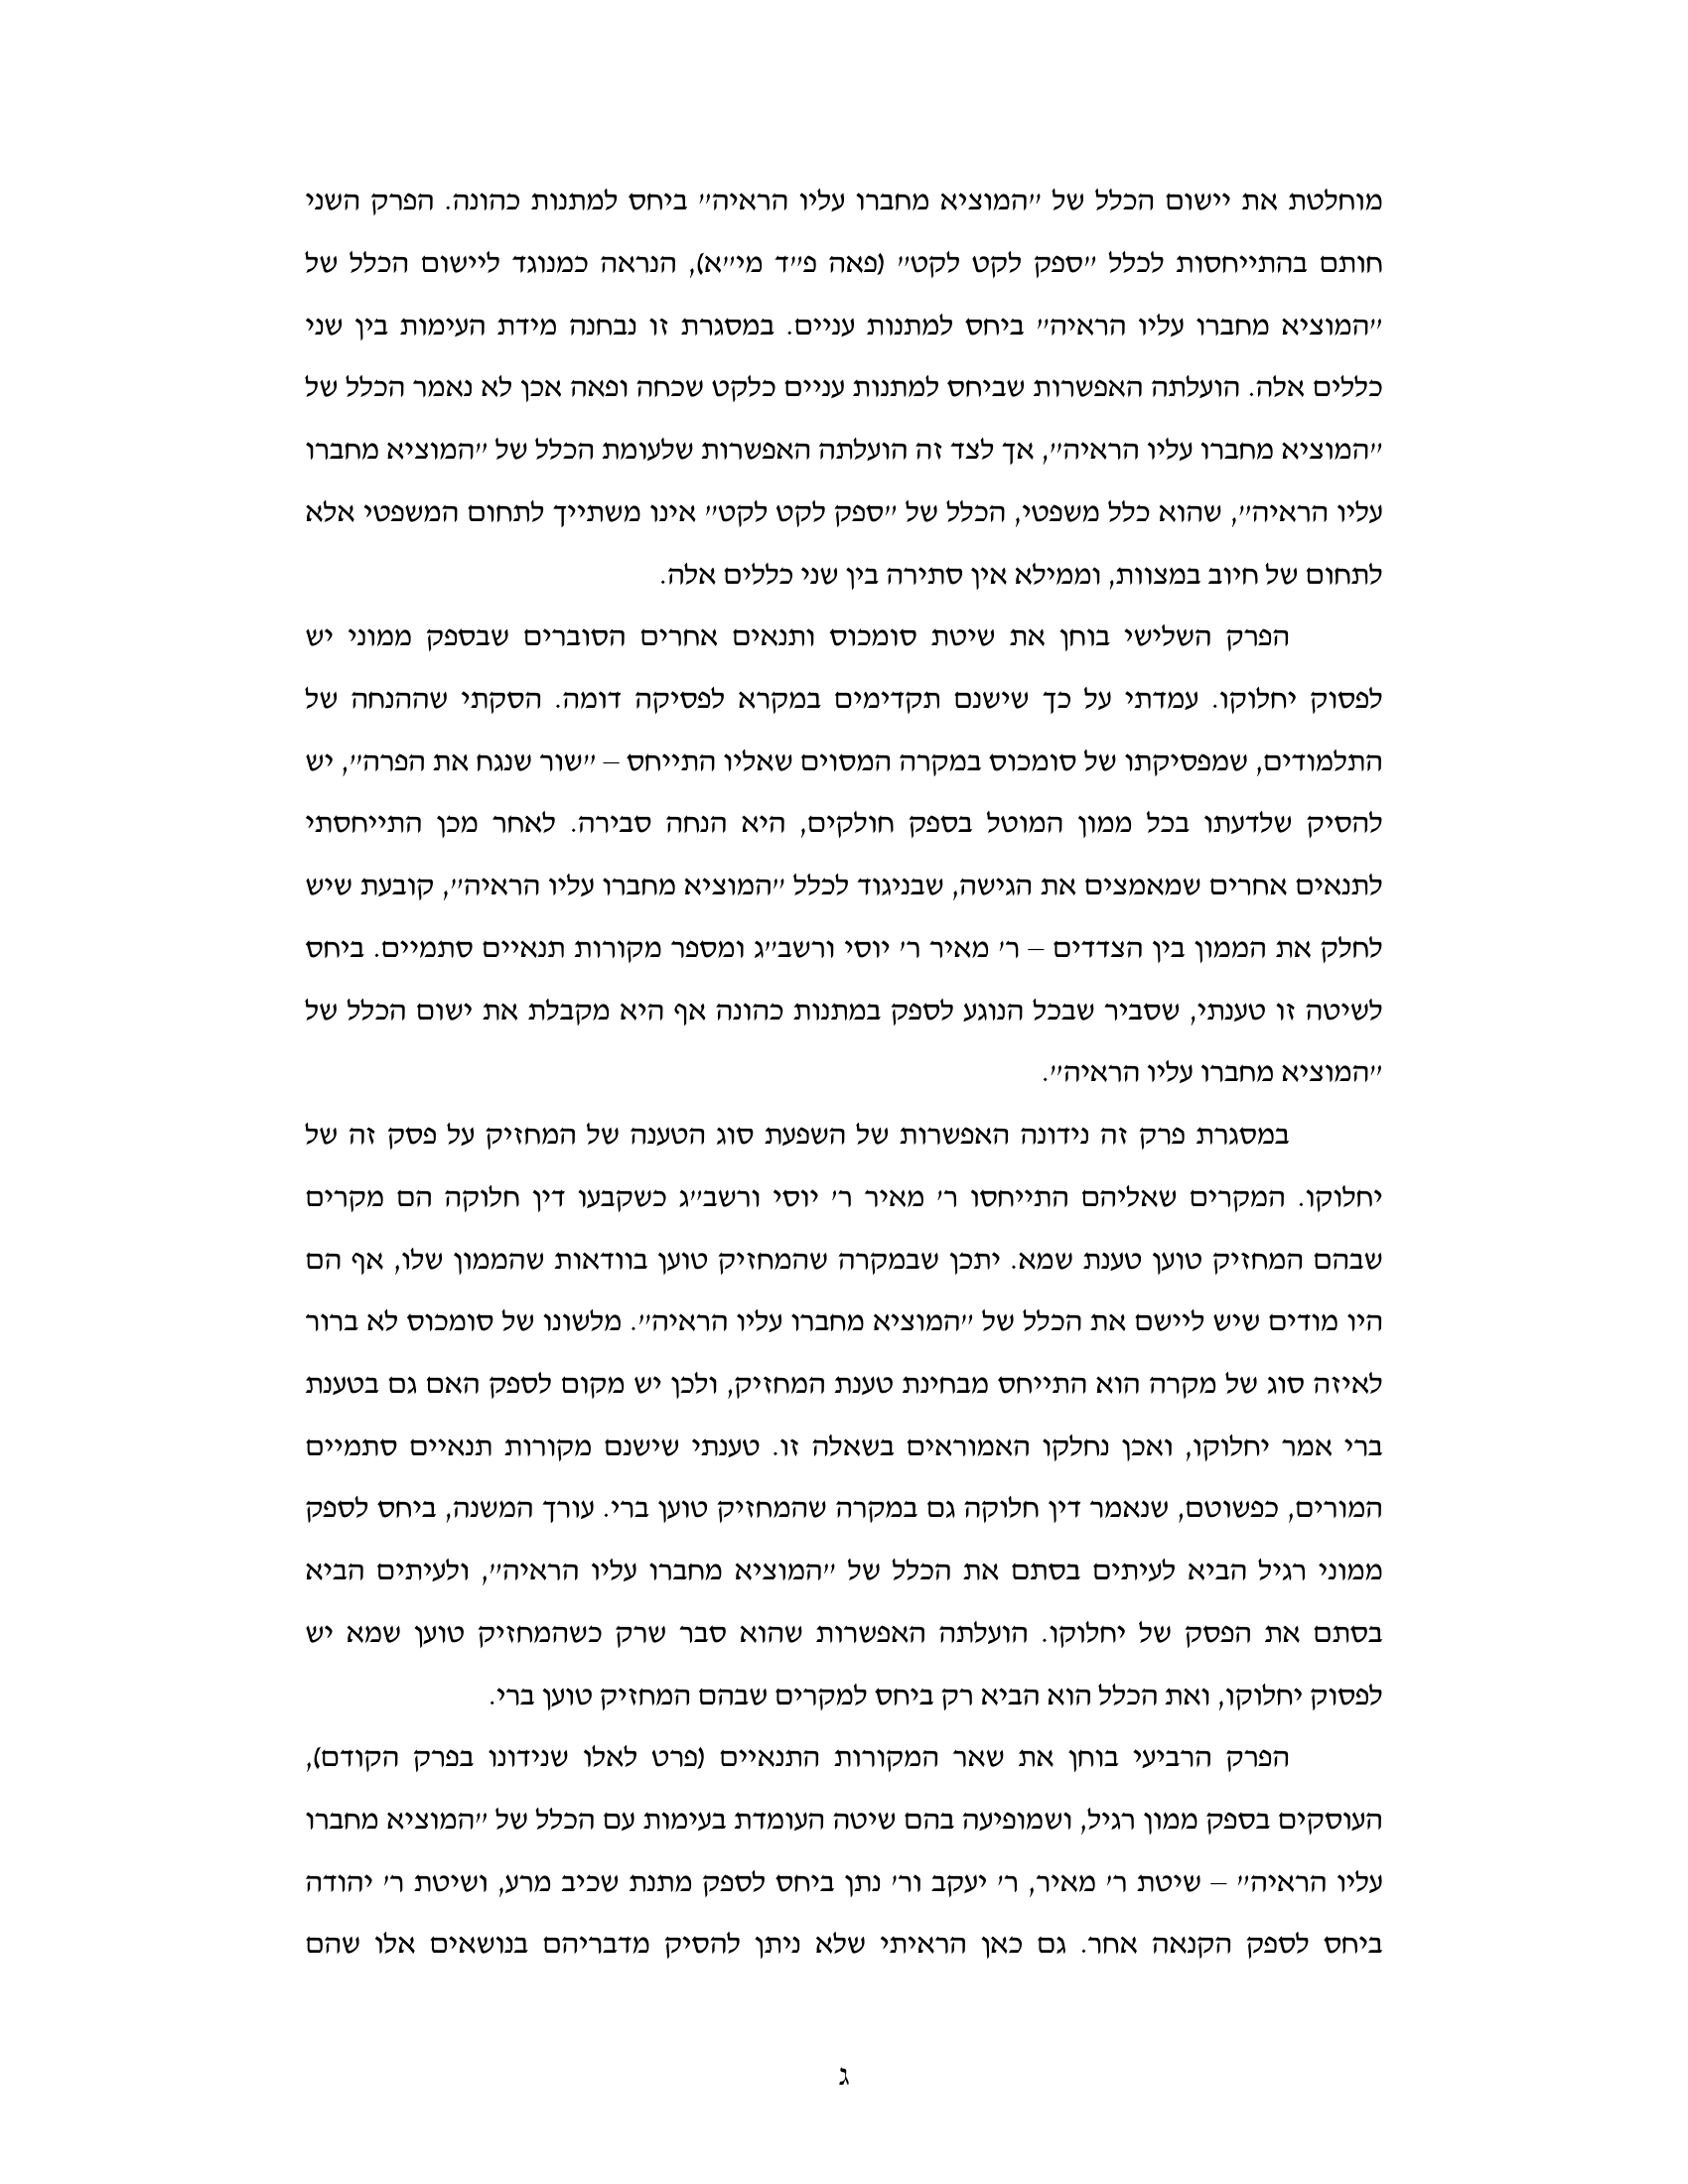 מוחלטת את יישום הכלל של ״המוציא מחברו עליו הראיה״ ביחס למתנות כהונה. הפרק השני
חותם בהתייחסות לכלל ״ספק לקט לקט״ (פאה פ״ד מי״א), הנראה כמנוגד ליישום הכלל של
״המוציא מחברו עליו הראיה״ ביחס למתנות עניים. במסגרת זו נבחנה מידת העימות בין שני
כללים אלה. הועלתה האפשרות שביחס למתנות עניים כלקט שכחה ופאה אכן לא נאמר הכלל של
״המוציא מחברו עליו הראיה״, אך לצד זה הועלתה האפשרות שלעומת הכלל של ״המוציא מחברו
עליו הראיה״, שהוא כלל משפטי, הכלל של ״ספק לקט לקט״ אינו משתייך לתחום המשפטי אלא
לתחום של חיוב במצוות, וממילא אין סתירה בין שני כללים אלה.
הפרק השלישי בוחן את שיטת סומכוס ותנאים אחרים הסוברים שבספק ממוני יש
לפסוק יחלוקו. עמדתי על כך שישנם תקדימים במקרא לפסיקה דומה. הסקתי שההנחה של
התלמודים, שמפסיקתו של סומכוס במקרה המסוים שאליו התייחס – ״שור שנגח את הפרה״, יש
להסיק שלדעתו בכל ממון המוטל בספק חולקים, היא הנחה סבירה. לאחר מכן התייחסתי
לתנאים אחרים שמאמצים את הגישה, שבניגוד לכלל ״המוציא מחברו עליו הראיה״, קובעת שיש
לחלק את הממון בין הצדדים – ר׳ מאיר ר׳ יוסי ורשב״ג ומספר מקורות תנאיים סתמיים. ביחס
לשיטה זו טענתי, שסביר שבכל הנוגע לספק במתנות כהונה אף היא מקבלת את ישום הכלל של
״המוציא מחברו עליו הראיה״.
במסגרת פרק זה נידונה האפשרות של השפעת סוג הטענה של המחזיק על פסק זה של
יחלוקו. המקרים שאליהם התייחסו ר׳ מאיר ר׳ יוסי ורשב״ג כשקבעו דין חלוקה הם מקרים
שבהם המחזיק טוען טענת שמא. יתכן שבמקרה שהמחזיק טוען בוודאות שהממון שלו, אף הם
היו מודים שיש ליישם את הכלל של ״המוציא מחברו עליו הראיה״. מלשונו של סומכוס לא ברור
לאיזה סוג של מקרה הוא התייחס מבחינת טענת המחזיק, ולכן יש מקום לספק האם גם בטענת
ברי אמר יחלוקו, ואכן נחלקו האמוראים בשאלה זו. טענתי שישנם מקורות תנאיים סתמיים
המורים, כפשוטם, שנאמר דין חלוקה גם במקרה שהמחזיק טוען ברי. עורך המשנה, ביחס לספק
ממוני רגיל הביא לעיתים בסתם את הכלל של ״המוציא מחברו עליו הראיה״, ולעיתים הביא
בסתם את הפסק של יחלוקו. הועלתה האפשרות שהוא סבר שרק כשהמחזיק טוען שמא יש
לפסוק יחלוקו, ואת הכלל הוא הביא רק ביחס למקרים שבהם המחזיק טוען ברי.
הפרק הרביעי בוחן את שאר המקורות התנאיים (פרט לאלו שנידונו בפרק הקודם),
העוסקים בספק ממון רגיל, ושמופיעה בהם שיטה העומדת בעימות עם הכלל של ״המוציא מחברו
עליו הראיה״ – שיטת ר׳ מאיר, ר׳ יעקב ור׳ נתן ביחס לספק מתנת שכיב מרע, ושיטת ר׳ יהודה
ביחס לספק הקנאה אחר. גם כאן הראיתי שלא ניתן להסיק מדבריהם בנושאים אלו שהם
ג